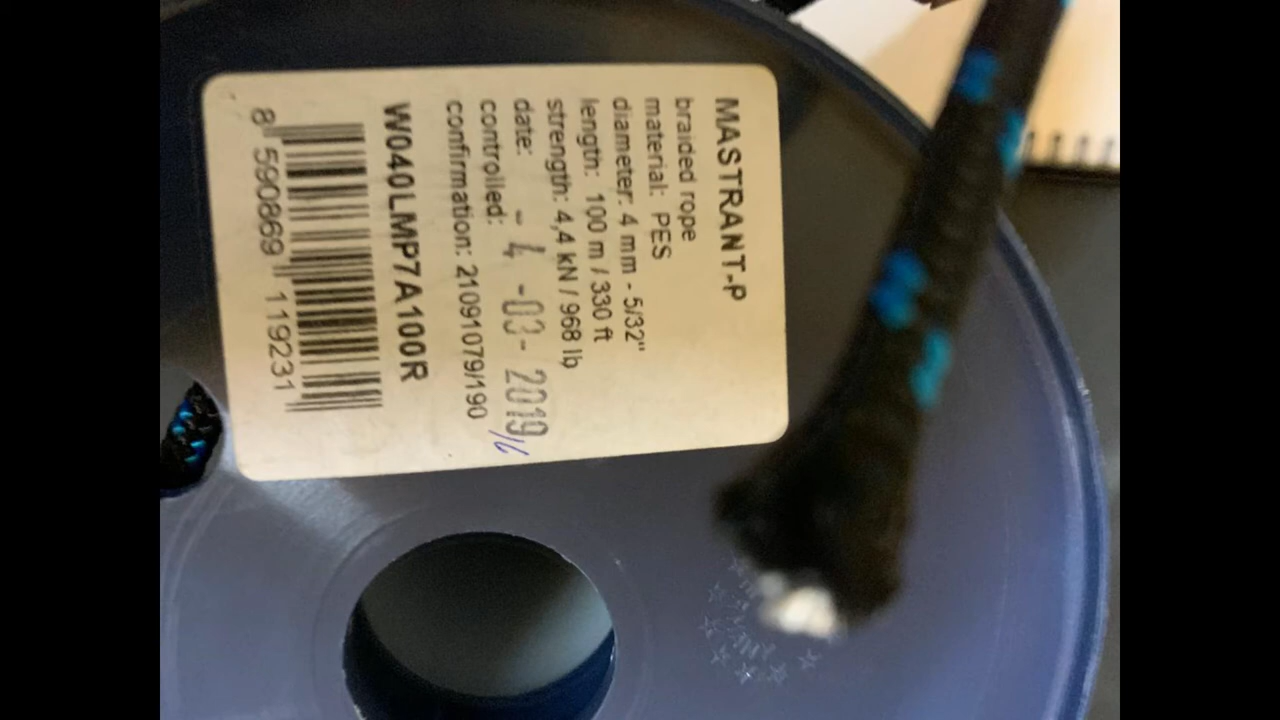 MASTRANT-P
braided rope
material: PES
diameter: 4 mm - 5/32"
length: 100 m / 330 ft
strength: 4,4 kN / 968 lb
date: - 4 -03- 2019
controlled:
confirmation: 21091079/190
W040LMP7A100R
8 590869 119231